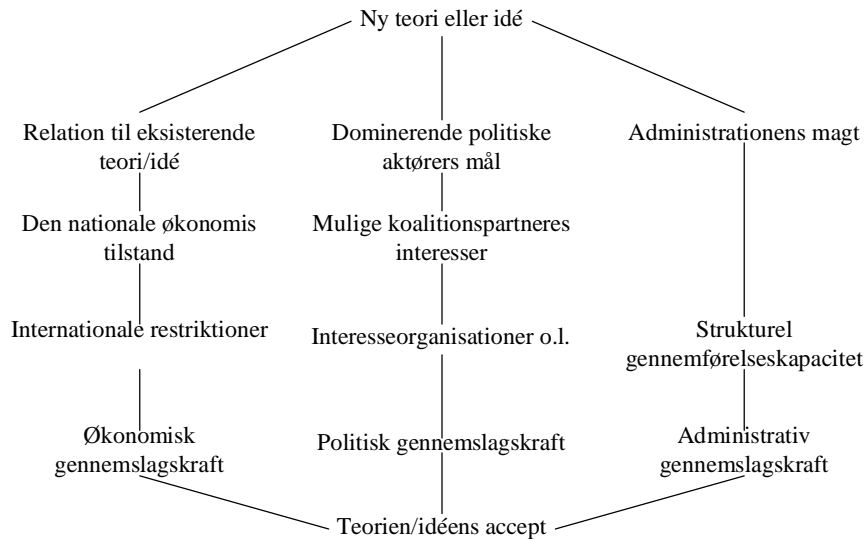 Ny teori eller idé
Relation til eksisterende
teori/idé
Dominerende politiske
aktørers mål
Administrationens magt
Den nationale økonomis
tilstand
Mulige koalitionspartneres
interesser
Internationale restriktioner
Interesseorganisationer o.l.
Strukturel
gennemførelseskapacitet
Økonomisk
gennemslagskraft
Politisk gennemslagskraft
Administrativ
gennemslagskraft
Teorien/idéens accept